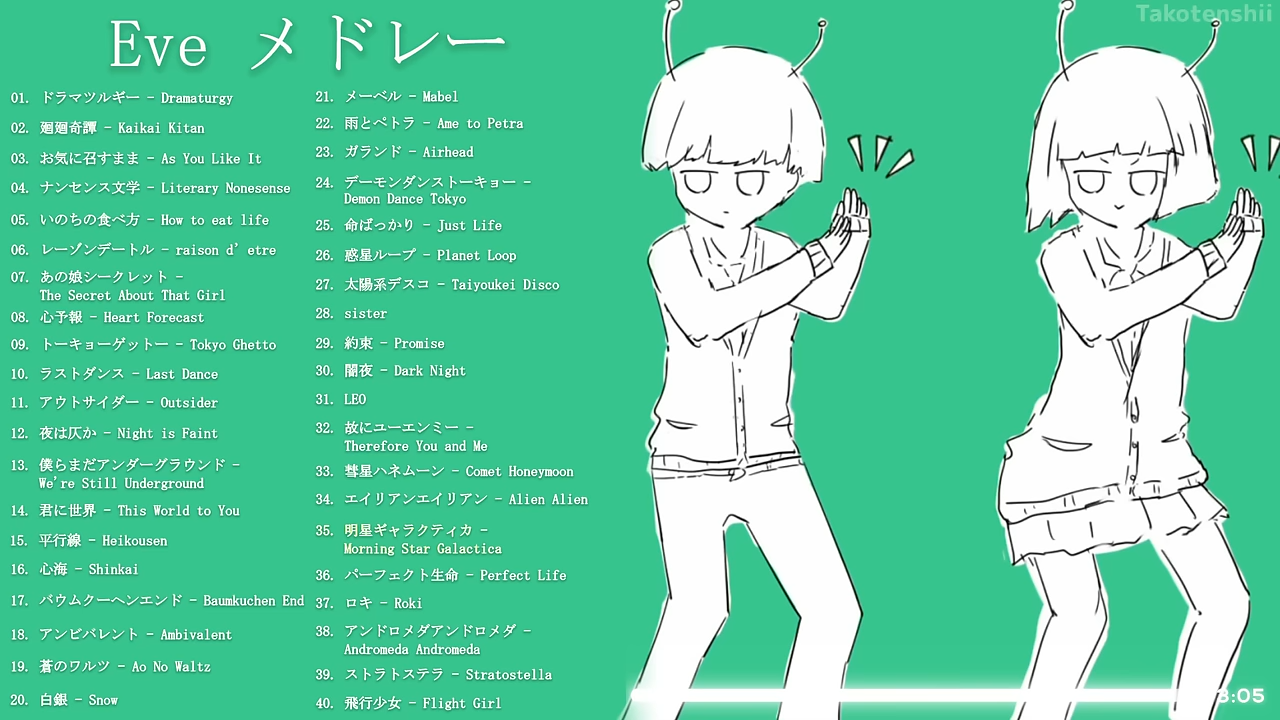 Takotenshii
Eve メドレー
01. ドラマツルギー - Dramaturgy
02. 廻廻奇譚 - Kaikai Kitan
03. お気に召すまま - As You Like It
04. ナンセンス文学 - Literary Nonesense
05. いのちの食べ方 - How to eat life
06. レーゾンデートル - raison d' etre
07. あの娘シークレット -
The Secret About That Girl
08. 心予報 - Heart Forecast
09. トーキョーゲットー - Tokyo Ghetto
10. ラストダンス - Last Dance
11. アウトサイダー - Outsider
12. 夜は仄か - Night is Faint
13. 僕らまだアンダーグラウンド -
We're Still Underground
14. 君に世界 - This World to You
15. 平行線 - Heikousen
16. 心海 - Shinkai
17. バウムクーヘンエンド - Baumkuchen End
18. アンビバレント - Ambivalent
19. 蒼のワルツ - Ao No Waltz
20. 白銀 - Snow
21. メーベル - Mabel
22. 雨とペトラ - Ame to Petra
23. ガランド - Airhead
24. デーモンダンストーキョー -
Demon Dance Tokyo
25. 命ばっかり - Just Life
26. 惑星ループ - Planet Loop
27. 太陽系デスコ - Taiyoukei Disco
28. sister
29. 約束 - Promise
30. 闇夜 - Dark Night
31. LEO
32. 故にユーエンミー -
Therefore You and Me
33. 彗星ハネムーン - Comet Honeymoon
34. エイリアンエイリアン - Alien Alien
35. 明星ギャラクティカ -
Morning Star Galactica
36. パーフェクト生命 - Perfect Life
37. ロキ - Roki
38. アンドロメダアンドロメダ -
Andromeda Andromeda
39. ストラトステラ - Stratostella
40. 飛行少女 - Flight Girl
3:05